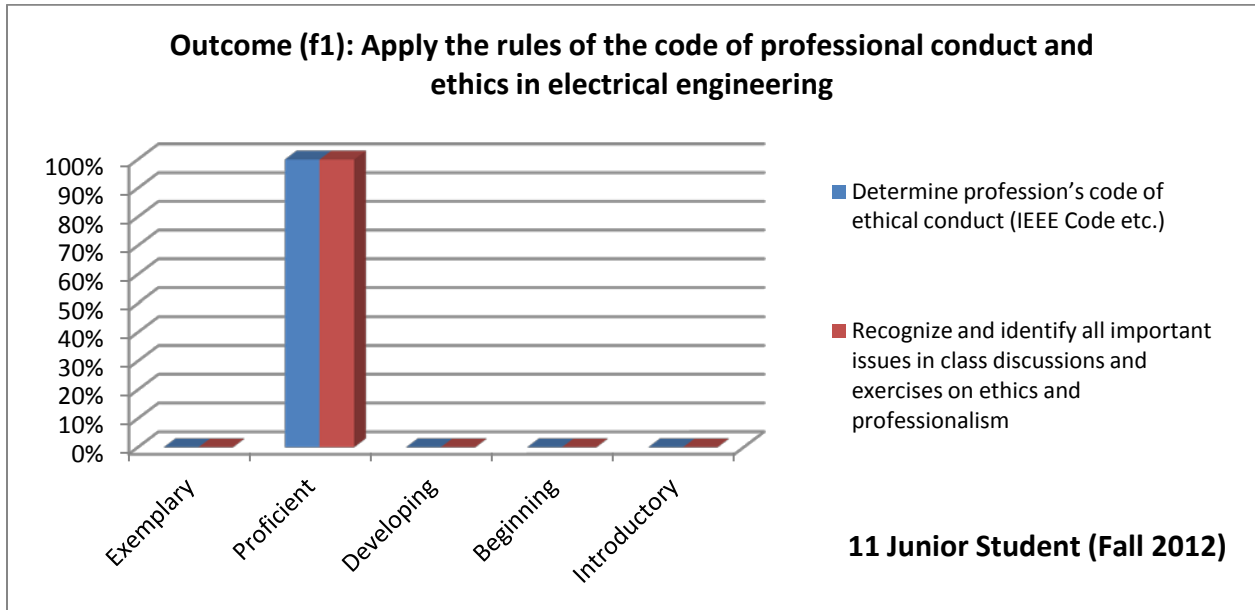 Outcome (f1): Apply the rules of the code of professional conduct and
ethics in electrical engineering
100%
90%
80%
70%
60%
50%
40%
30%
20%
10%
0%
Exemplary
Proficient
Developing
Beginning
Introductory
Determine profession’s code of
ethical conduct (IEEE Code etc.)
Recognize and identify all important
issues in class discussions and
exercises on ethics and
professionalism
11 Junior Student (Fall 2012)